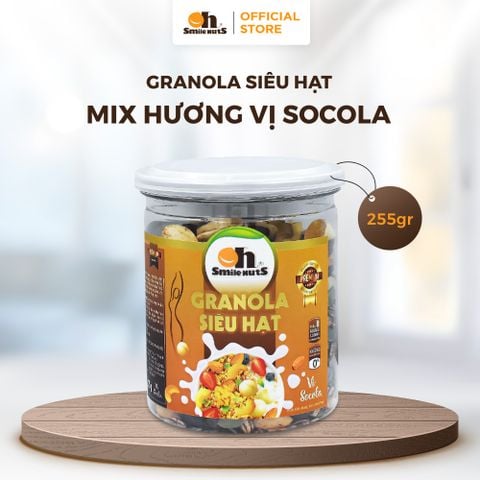 Oh
Smile Nuts
OFFICIAL
STORE
GRANOLA SIÊU HẠT
MIX HƯƠNG VỊ SOCOLA
255gr
Oh
Smile Nuts
GRANOLA
SIÊU HẠT
PREMIUM
Vị
Socola